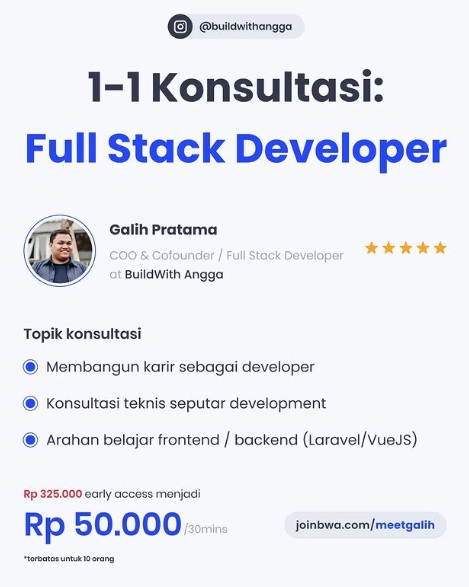 @buildwithangga
1-1 Konsultasi:
Full Stack Developer
Galih Pratama
COO & Cofounder / Full Stack Developer
at BuildWith Angga
Topik konsultasi
Membangun karir sebagai developer
Konsultasi teknis seputar development
Arahan belajar frontend / backend (Laravel/VueJS)
Rp 325.000 early access menjadi
Rp 50.000/30mins
joinbwa.com/meetgalih
*terbatas untuk 10 orang